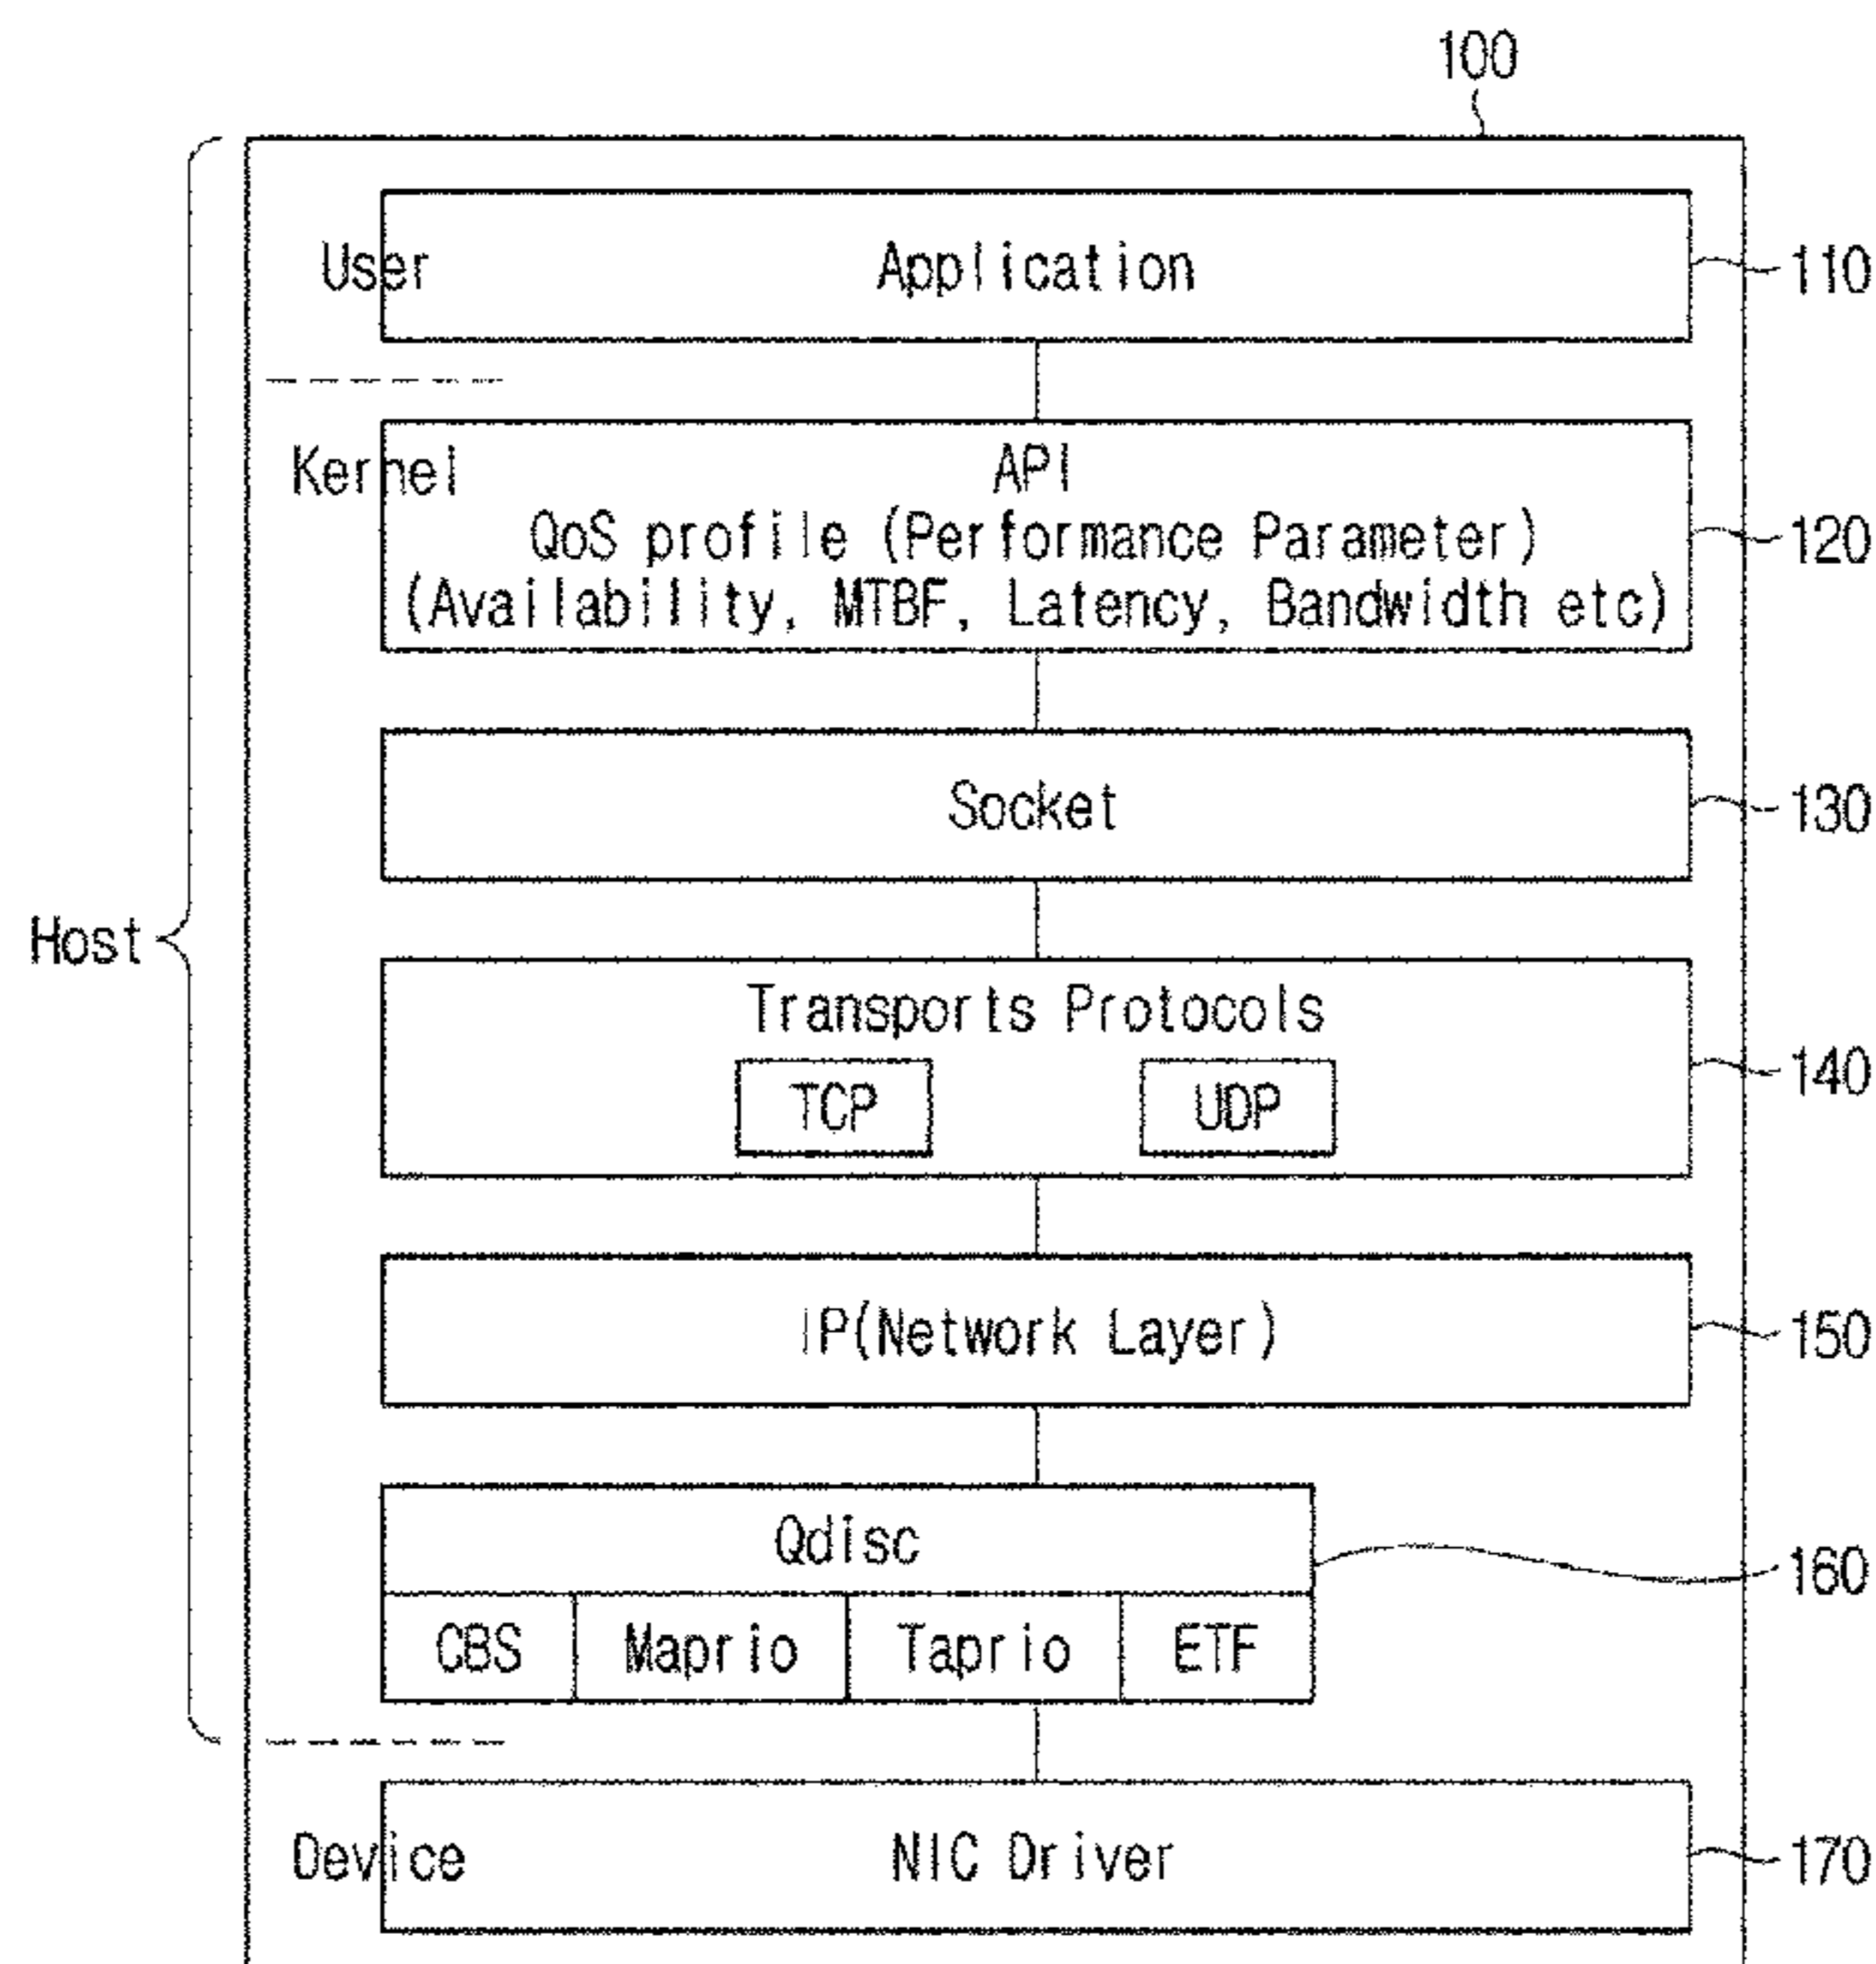 100
User
Application
110
Kernel
API
QoS profile (Performance Parameter)
(Availability, MTBF, Latency, Bandwidth etc)
120
Socket
130
Host
Transports Protocols
TCP
UDP
140
IP(Network Layer)
150
Qdisc
160
CBS
Maprio
Taprio
ETF
Device
NIC Driver
170